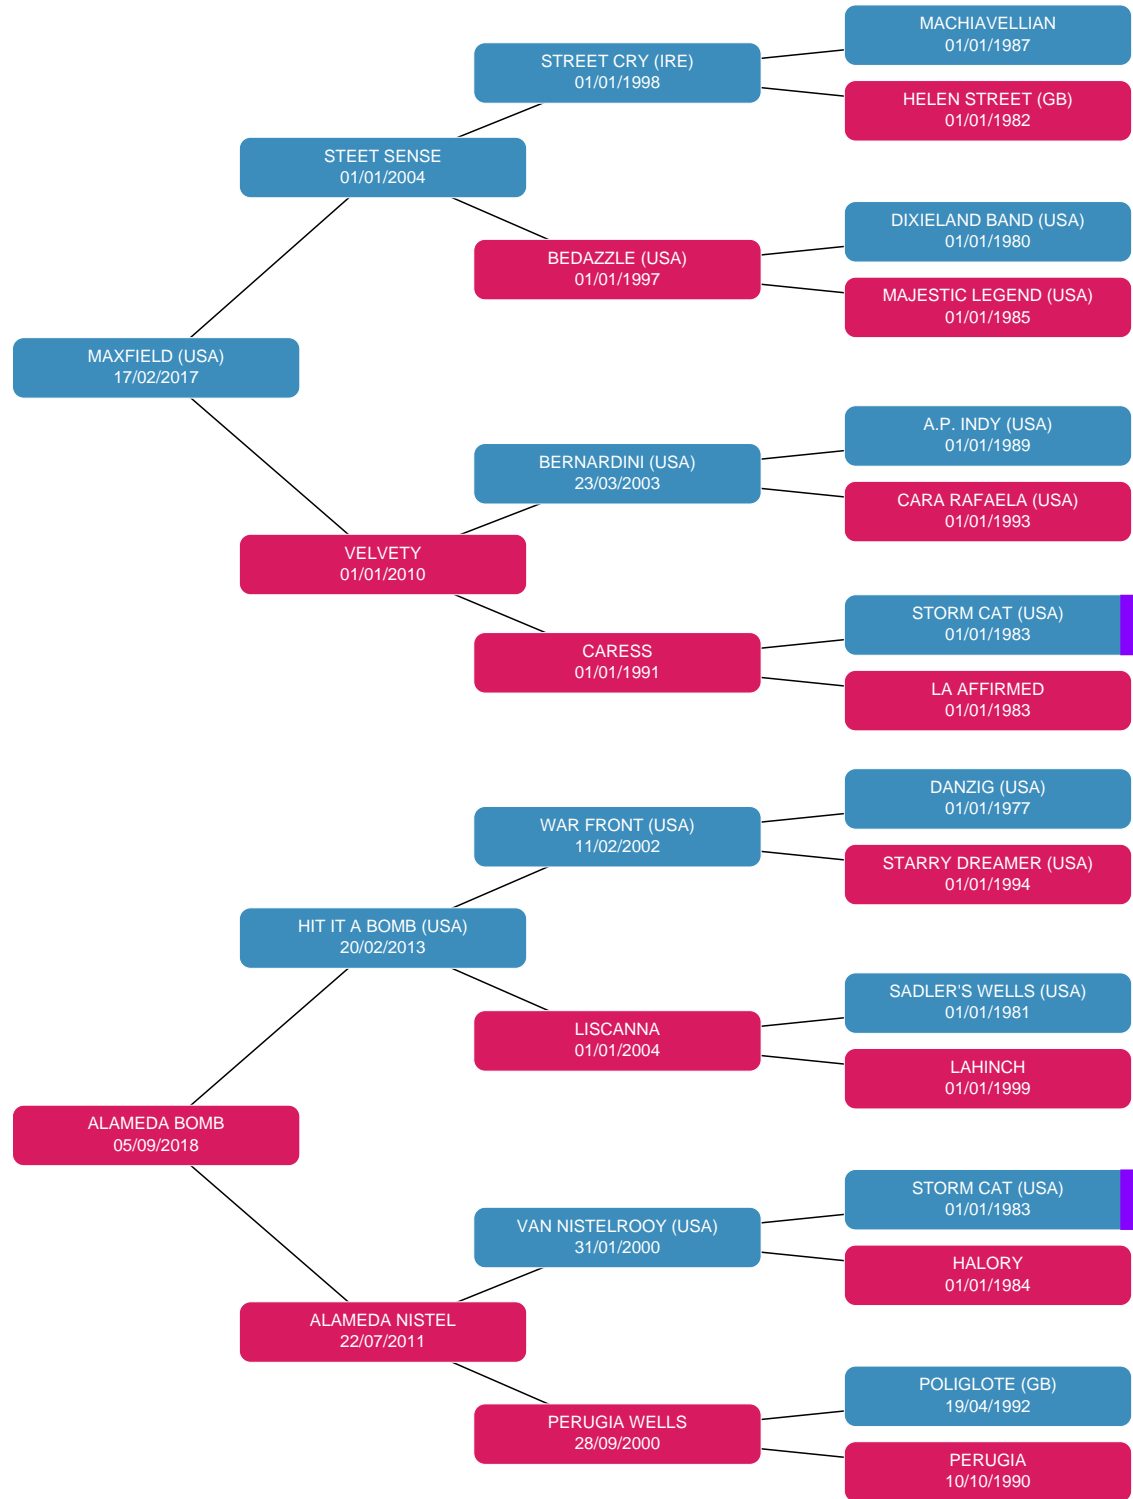 MACHIAVELLIAN
01/01/1987
STREET CRY (IRE)
01/01/1998
HELEN STREET (GB)
01/01/1982
STEET SENSE
01/01/2004
DIXIELAND BAND (USA)
01/01/1980
BEDAZZLE (USA)
01/01/1997
MAJESTIC LEGEND (USA)
01/01/1985
MAXFIELD (USA)
17/02/2017
A.P. INDY (USA)
01/01/1989
BERNARDINI (USA)
23/03/2003
CARA RAFAELA (USA)
01/01/1993
VELVETY
01/01/2010
STORM CAT (USA)
01/01/1983
CARESS
01/01/1991
LA AFFIRMED
01/01/1983
DANZIG (USA)
01/01/1977
WAR FRONT (USA)
11/02/2002
STARRY DREAMER (USA)
01/01/1994
HIT IT A BOMB (USA)
20/02/2013
SADLER'S WELLS (USA)
01/01/1981
LISCANNA
01/01/2004
LAHINCH
01/01/1999
ALAMEDA BOMB
05/09/2018
STORM CAT (USA)
01/01/1983
VAN NISTELROOY (USA)
31/01/2000
HALORY
01/01/1984
ALAMEDA NISTEL
22/07/2011
POLIGLOTE (GB)
19/04/1992
PERUGIA WELLS
28/09/2000
PERUGIA
10/10/1990